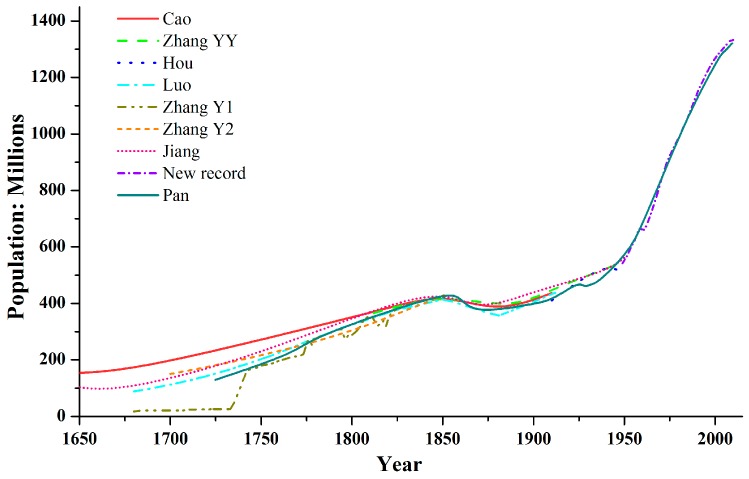 1400
1200
1000
800
600
400
200
0
Population: Millions
Cao
Zhang YY
Hou
Luo
Zhang Y1
Zhang Y2
Jiang
New record
Pan
1650 1700 1750 1800 1850 1900 1950 2000
Year